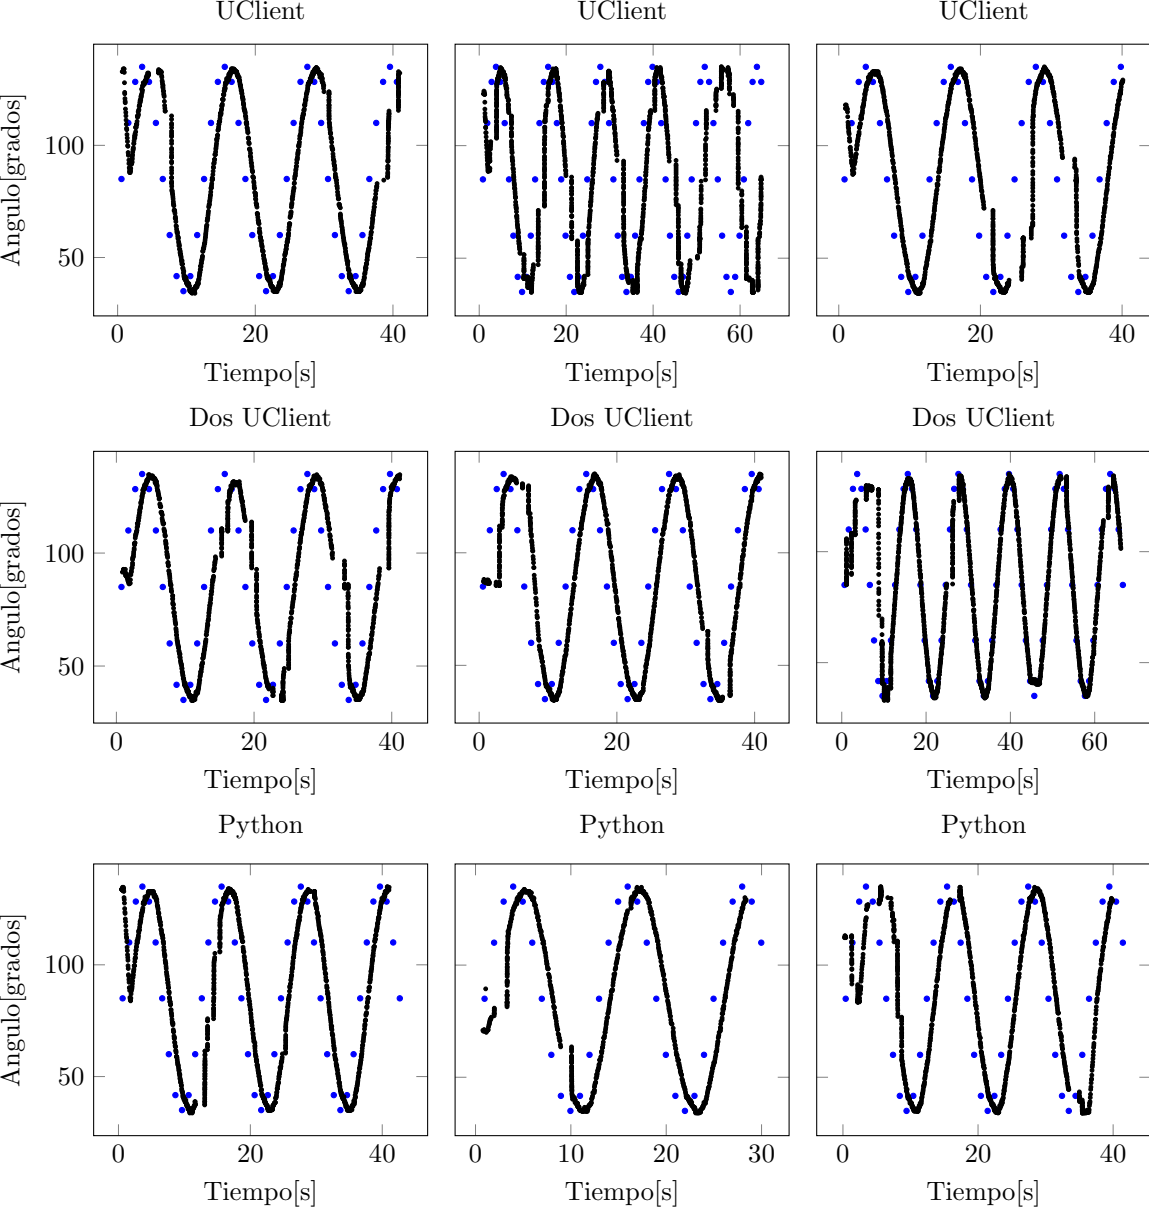 UClient UClient UClient
Angulo[grados]
100
50
0 20 40
0 20 40 60
0 20 40
Tiempo[s] Tiempo[s] Tiempo[s]
Dos UClient Dos UClient Dos UClient
Angulo[grados]
100
50
0 20 40
0 20 40
0 20 40 60
Tiempo[s] Tiempo[s] Tiempo[s]
Python Python Python
Angulo[grados]
100
50
0 20 40
0 10 20 30
0 20 40
Tiempo[s] Tiempo[s] Tiempo[s]